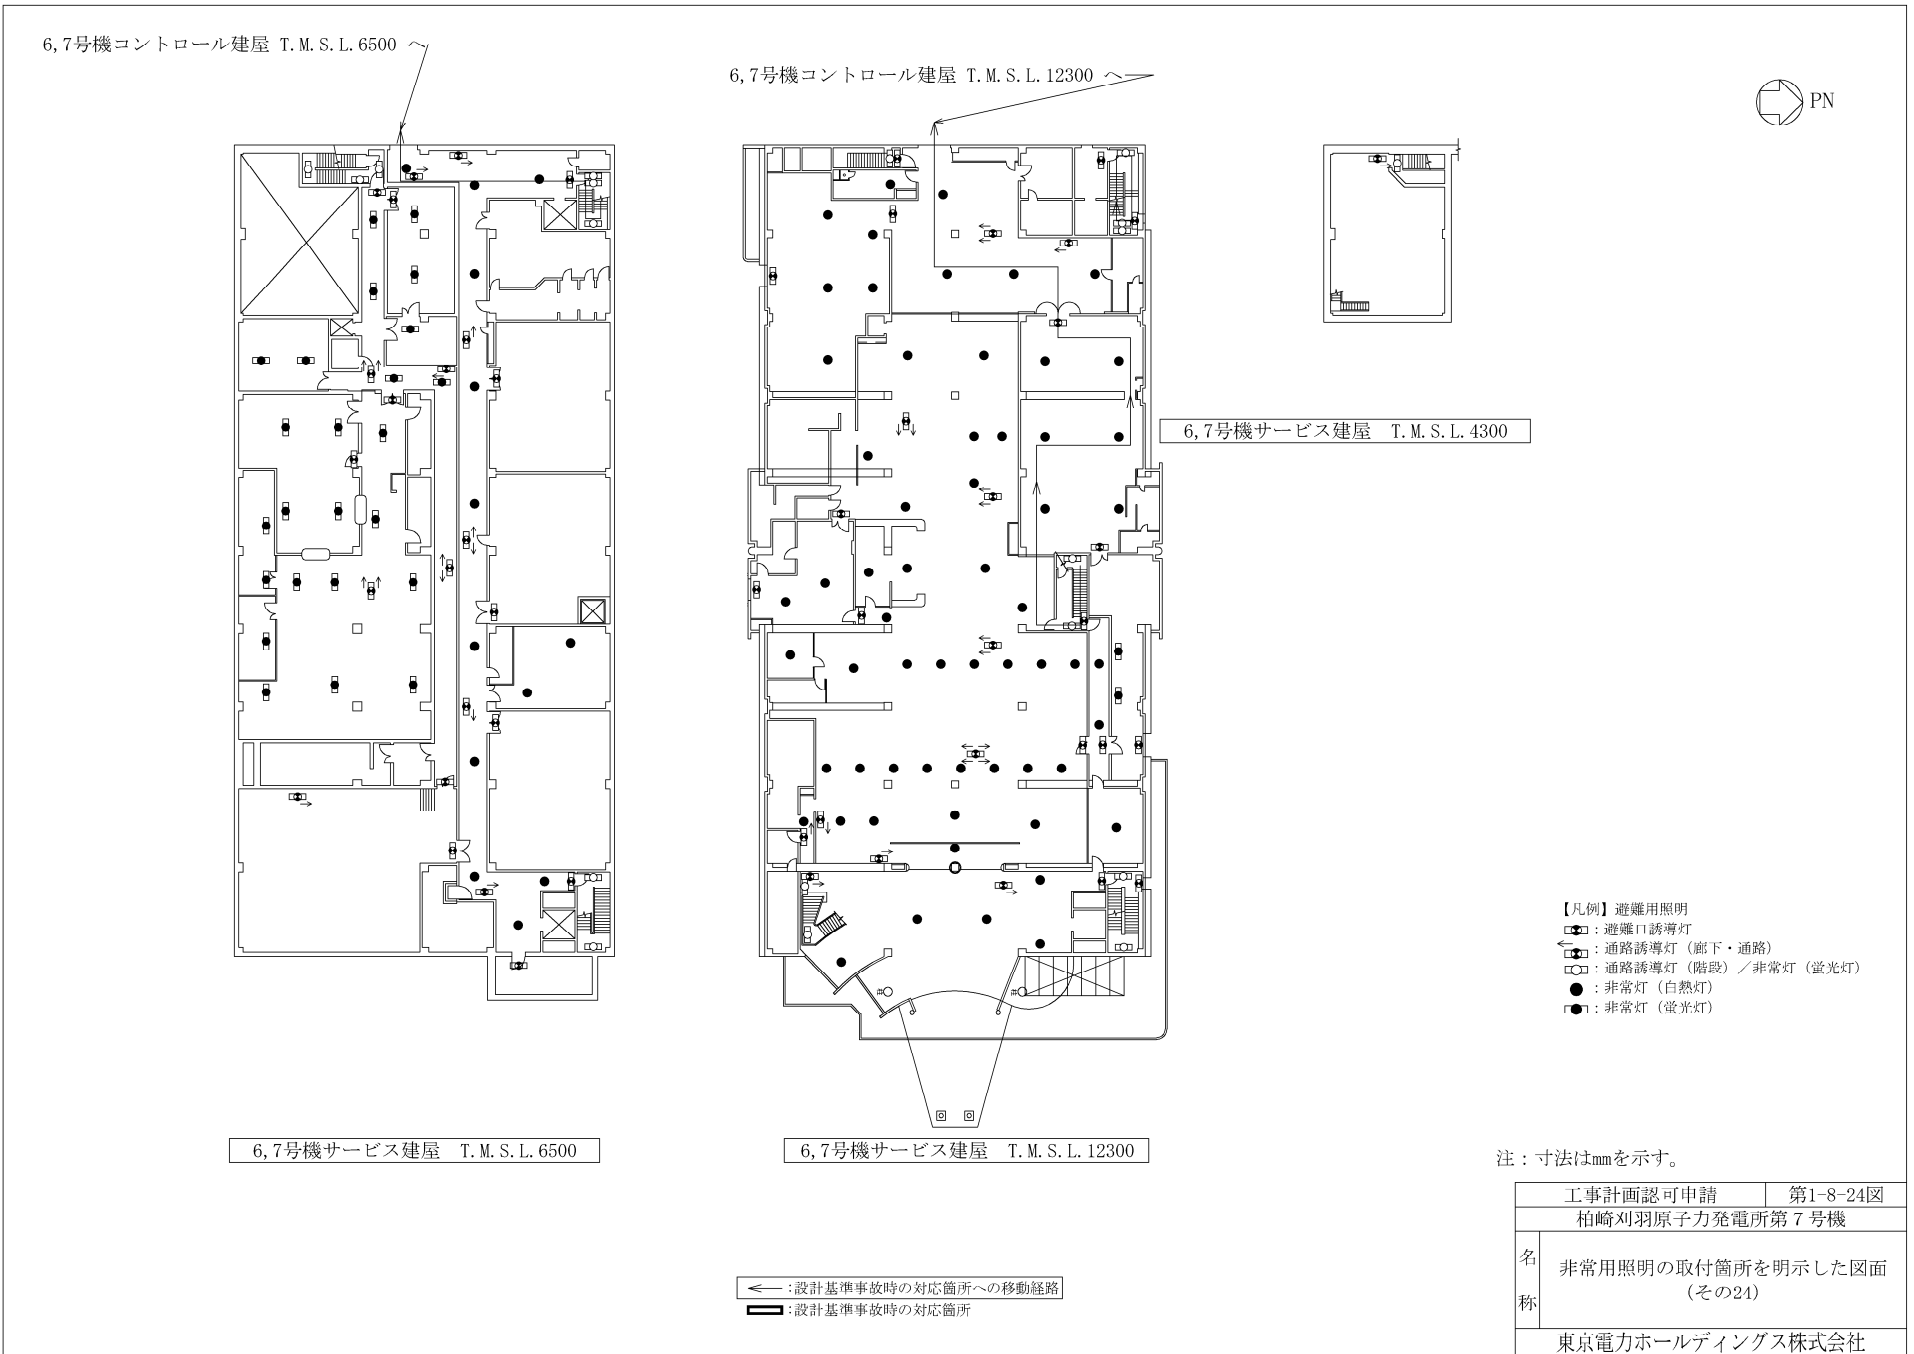 6,7号機コントロール建屋 T.M.S.L.6500 へ
6,7号機コントロール建屋 T.M.S.L.12300 へ
PN
6,7号機サービス建屋 T.M.S.L.4300
【凡例】避難用照明
：避難口誘導灯
：通路誘導灯（廊下・通路）
：通路誘導灯（階段）／非常灯（蛍光灯）
：非常灯（白熱灯）
：非常灯（蛍光灯）
6,7号機サービス建屋 T.M.S.L.6500
6,7号機サービス建屋 T.M.S.L.12300
注：寸法はmmを示す。
工事計画認可申請 第1-8-24図
柏崎刈羽原子力発電所第７号機
名称
非常用照明の取付箇所を明示した図面
（その24）
東京電力ホールディングス株式会社
：設計基準事故時の対応箇所への移動経路
：設計基準事故時の対応箇所